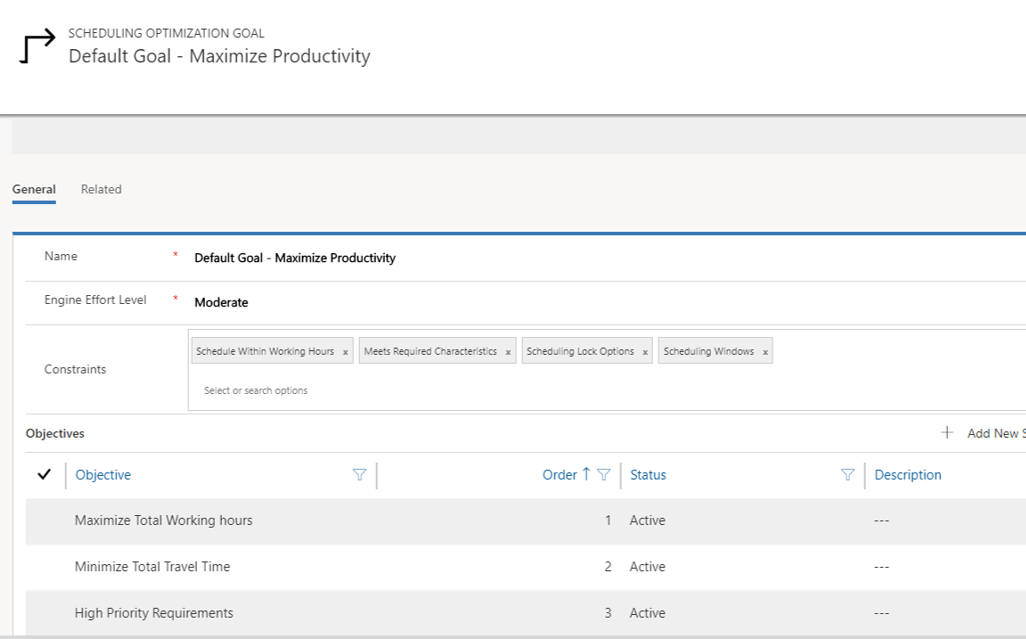 SCHEDULING OPTIMIZATION GOAL
Default Goal - Maximize Productivity
General Related
Name * Default Goal - Maximize Productivity
Engine Effort Level * Moderate
Constraints
Schedule Within Working Hours x Meets Required Characteristics x Scheduling Lock Options x Scheduling Windows x
Select or search options
Objectives + Add New S
Objective Order ↑ Status Description
Maximize Total Working hours 1 Active ---
Minimize Total Travel Time 2 Active ---
High Priority Requirements 3 Active ---